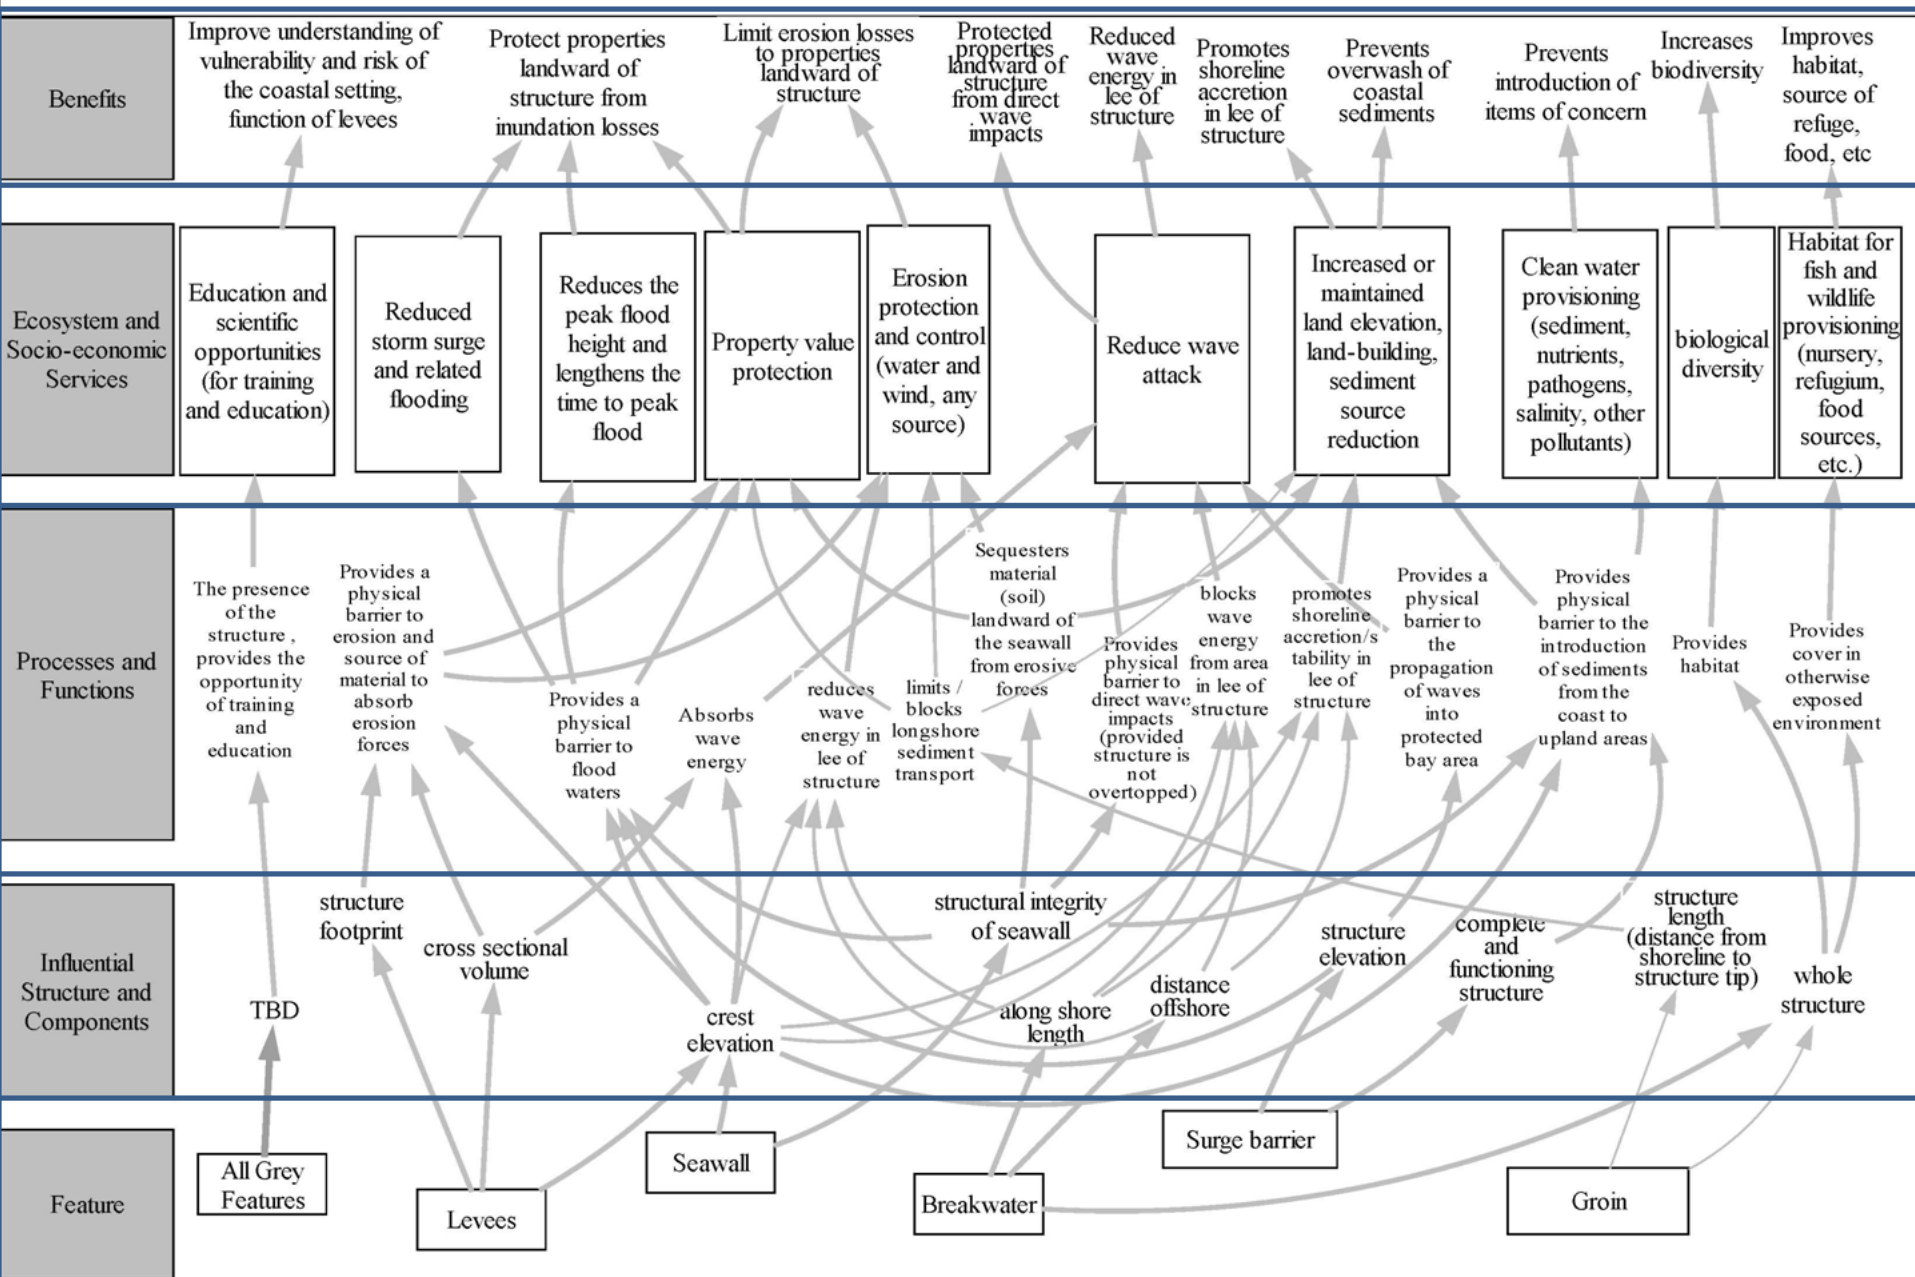 Benefits
Improve understanding of
vulnerability and risk of
the coastal setting,
function of levees
Protect properties
landward of
structure from
inundation losses
Limit erosion losses
to properties
landward of
structure
Protected
properties
landward of
structure
from direct
wave
impacts
Reduced
wave
energy in
lee of
structure
Promotes
shoreline
accretion
in lee of
structure
Prevents
overwash of
coastal
sediments
Prevents
introduction of
items of concern
Increases
biodiversity
Improves
habitat,
source of
refuge,
food, etc
Ecosystem and
Socio-economic
Services
Education and
scientific
opportunities
(for training
and education)
Reduced
storm surge
and related
flooding
Reduces the
peak flood
height and
lengthens the
time to peak
flood
Property value
protection
Erosion
protection
and control
(water and
wind, any
source)
Reduce wave
attack
Increased or
maintained
land elevation,
land-building,
sediment
source
reduction
Clean water
provisioning
(sediment,
nutrients,
pathogens,
salinity, other
pollutants)
biological
diversity
Habitat for
fish and
wildlife
provisioning
(nursery,
refugium,
food
sources,
etc.)
Processes and
Functions
The presence
of the
structure ,
provides the
opportunity
of training
and
education
Provides a
physical
barrier to
erosion and
source of
material to
absorb
erosion
forces
Provides a
physical
barrier to
flood
waters
Absorbs
wave
energy
reduces
wave
energy in
lee of
structure
limits /
blocks
longshore
sediment
transport
Sequesters
material
(soil)
landward of
the seawall
from erosive
forces
Provides
physical
barrier to
direct wave
impacts
(provided
structure is
not
overtopped)
blocks
wave
energy
from area
in lee of
structure
promotes
shoreline
accretion/s
tability in
lee of
structure
Provides a
physical
barrier to
the
propagation
of waves
into
protected
bay area
Provides
physical
barrier to the
introduction
of sediments
from the
coast to
upland areas
Provides
habitat
Provides
cover in
otherwise
exposed
environment
Influential
Structure and
Components
TBD
structure
footprint
cross sectional
volume
crest
elevation
structural integrity
of seawall
along shore
length
distance
offshore
structure
elevation
complete
and
functioning
structure
structure
length
(distance from
shoreline to
structure tip)
whole
structure
Feature
All Grey
Features
Levees
Seawall
Breakwater
Surge barrier
Groin